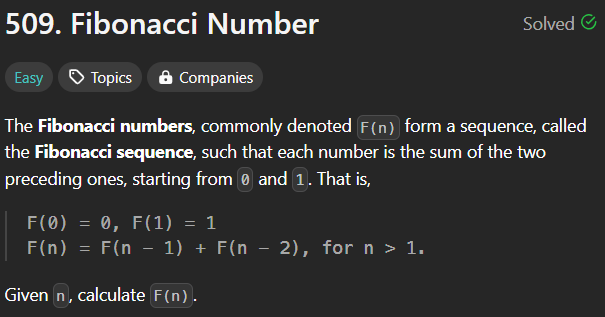 509. Fibonacci Number
Solved
Easy Topics Companies
The Fibonacci numbers, commonly denoted F(n) form a sequence, called
the Fibonacci sequence, such that each number is the sum of the two
preceding ones, starting from 0 and 1. That is,
F(0) = 0, F(1) = 1
F(n) = F(n - 1) + F(n - 2), for n > 1.
Given n, calculate F(n).